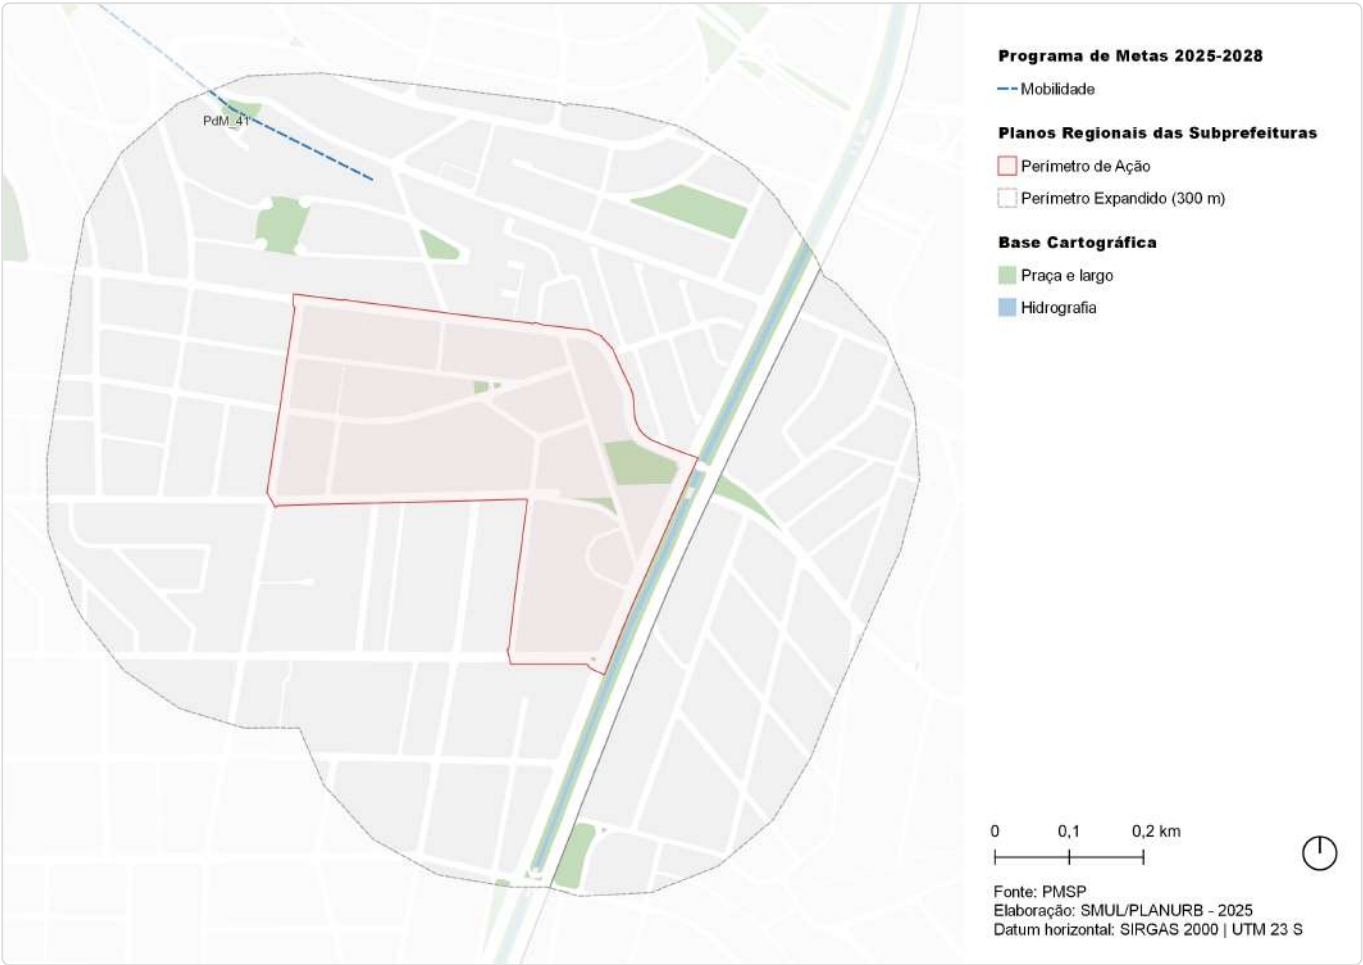 PdM_41
Programa de Metas 2025-2028
Mobilidade
Planos Regionais das Subprefeituras
Perímetro de Ação
Perímetro Expandido (300 m)
Base Cartográfica
Praça e largo
Hidrografia
0 0,1 0,2 km
Fonte: PMSP
Elaboração: SMUL/PLANURB - 2025
Datum horizontal: SIRGAS 2000 | UTM 23 S